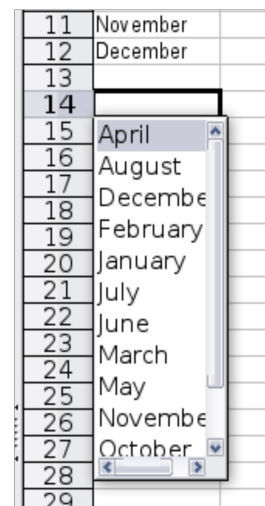 11 November
12 December
13
14
15 April
16 August
17 Decembe
18 February
19 January
20 July
21 June
22 March
23 May
24 Novembe
25 October
26
27
28
29